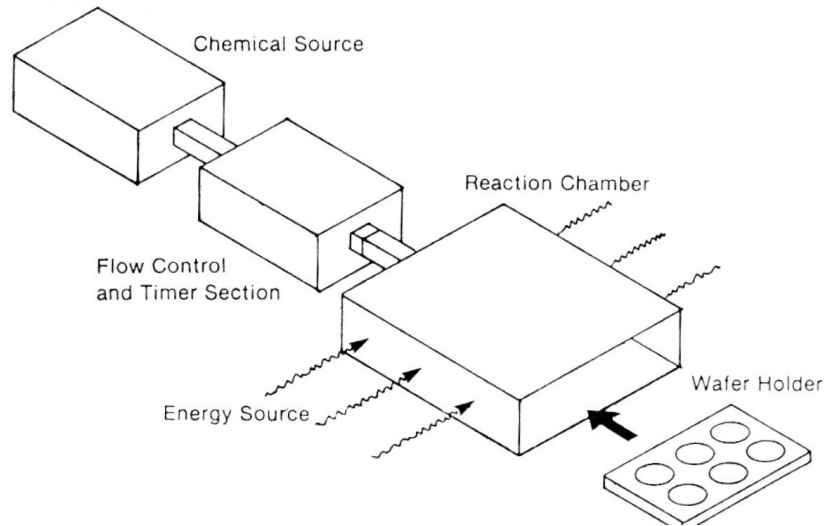 Chemical Source
Reaction Chamber
Flow Control
and Timer Section
Wafer Holder
Energy Source